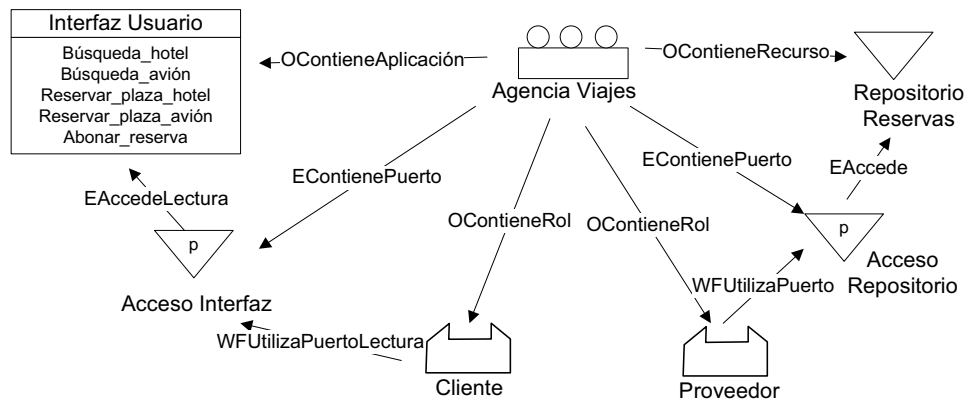 Interfaz Usuario
Búsqueda_hotel
Búsqueda_avión
Reservar_plaza_hotel
Reservar_plaza_avión
Abonar_reserva
OContieneAplicación
Agencia Viajes
OContieneRecurso
Repositorio
Reservas
EContienePuerto
EContienePuerto
EAccede
EAccedeLectura
OContieneRol
OContieneRol
p
p
Acceso Interfaz
Acceso
Repositorio
WFUtilizaPuerto
WFUtilizaPuertoLectura
Cliente
Proveedor